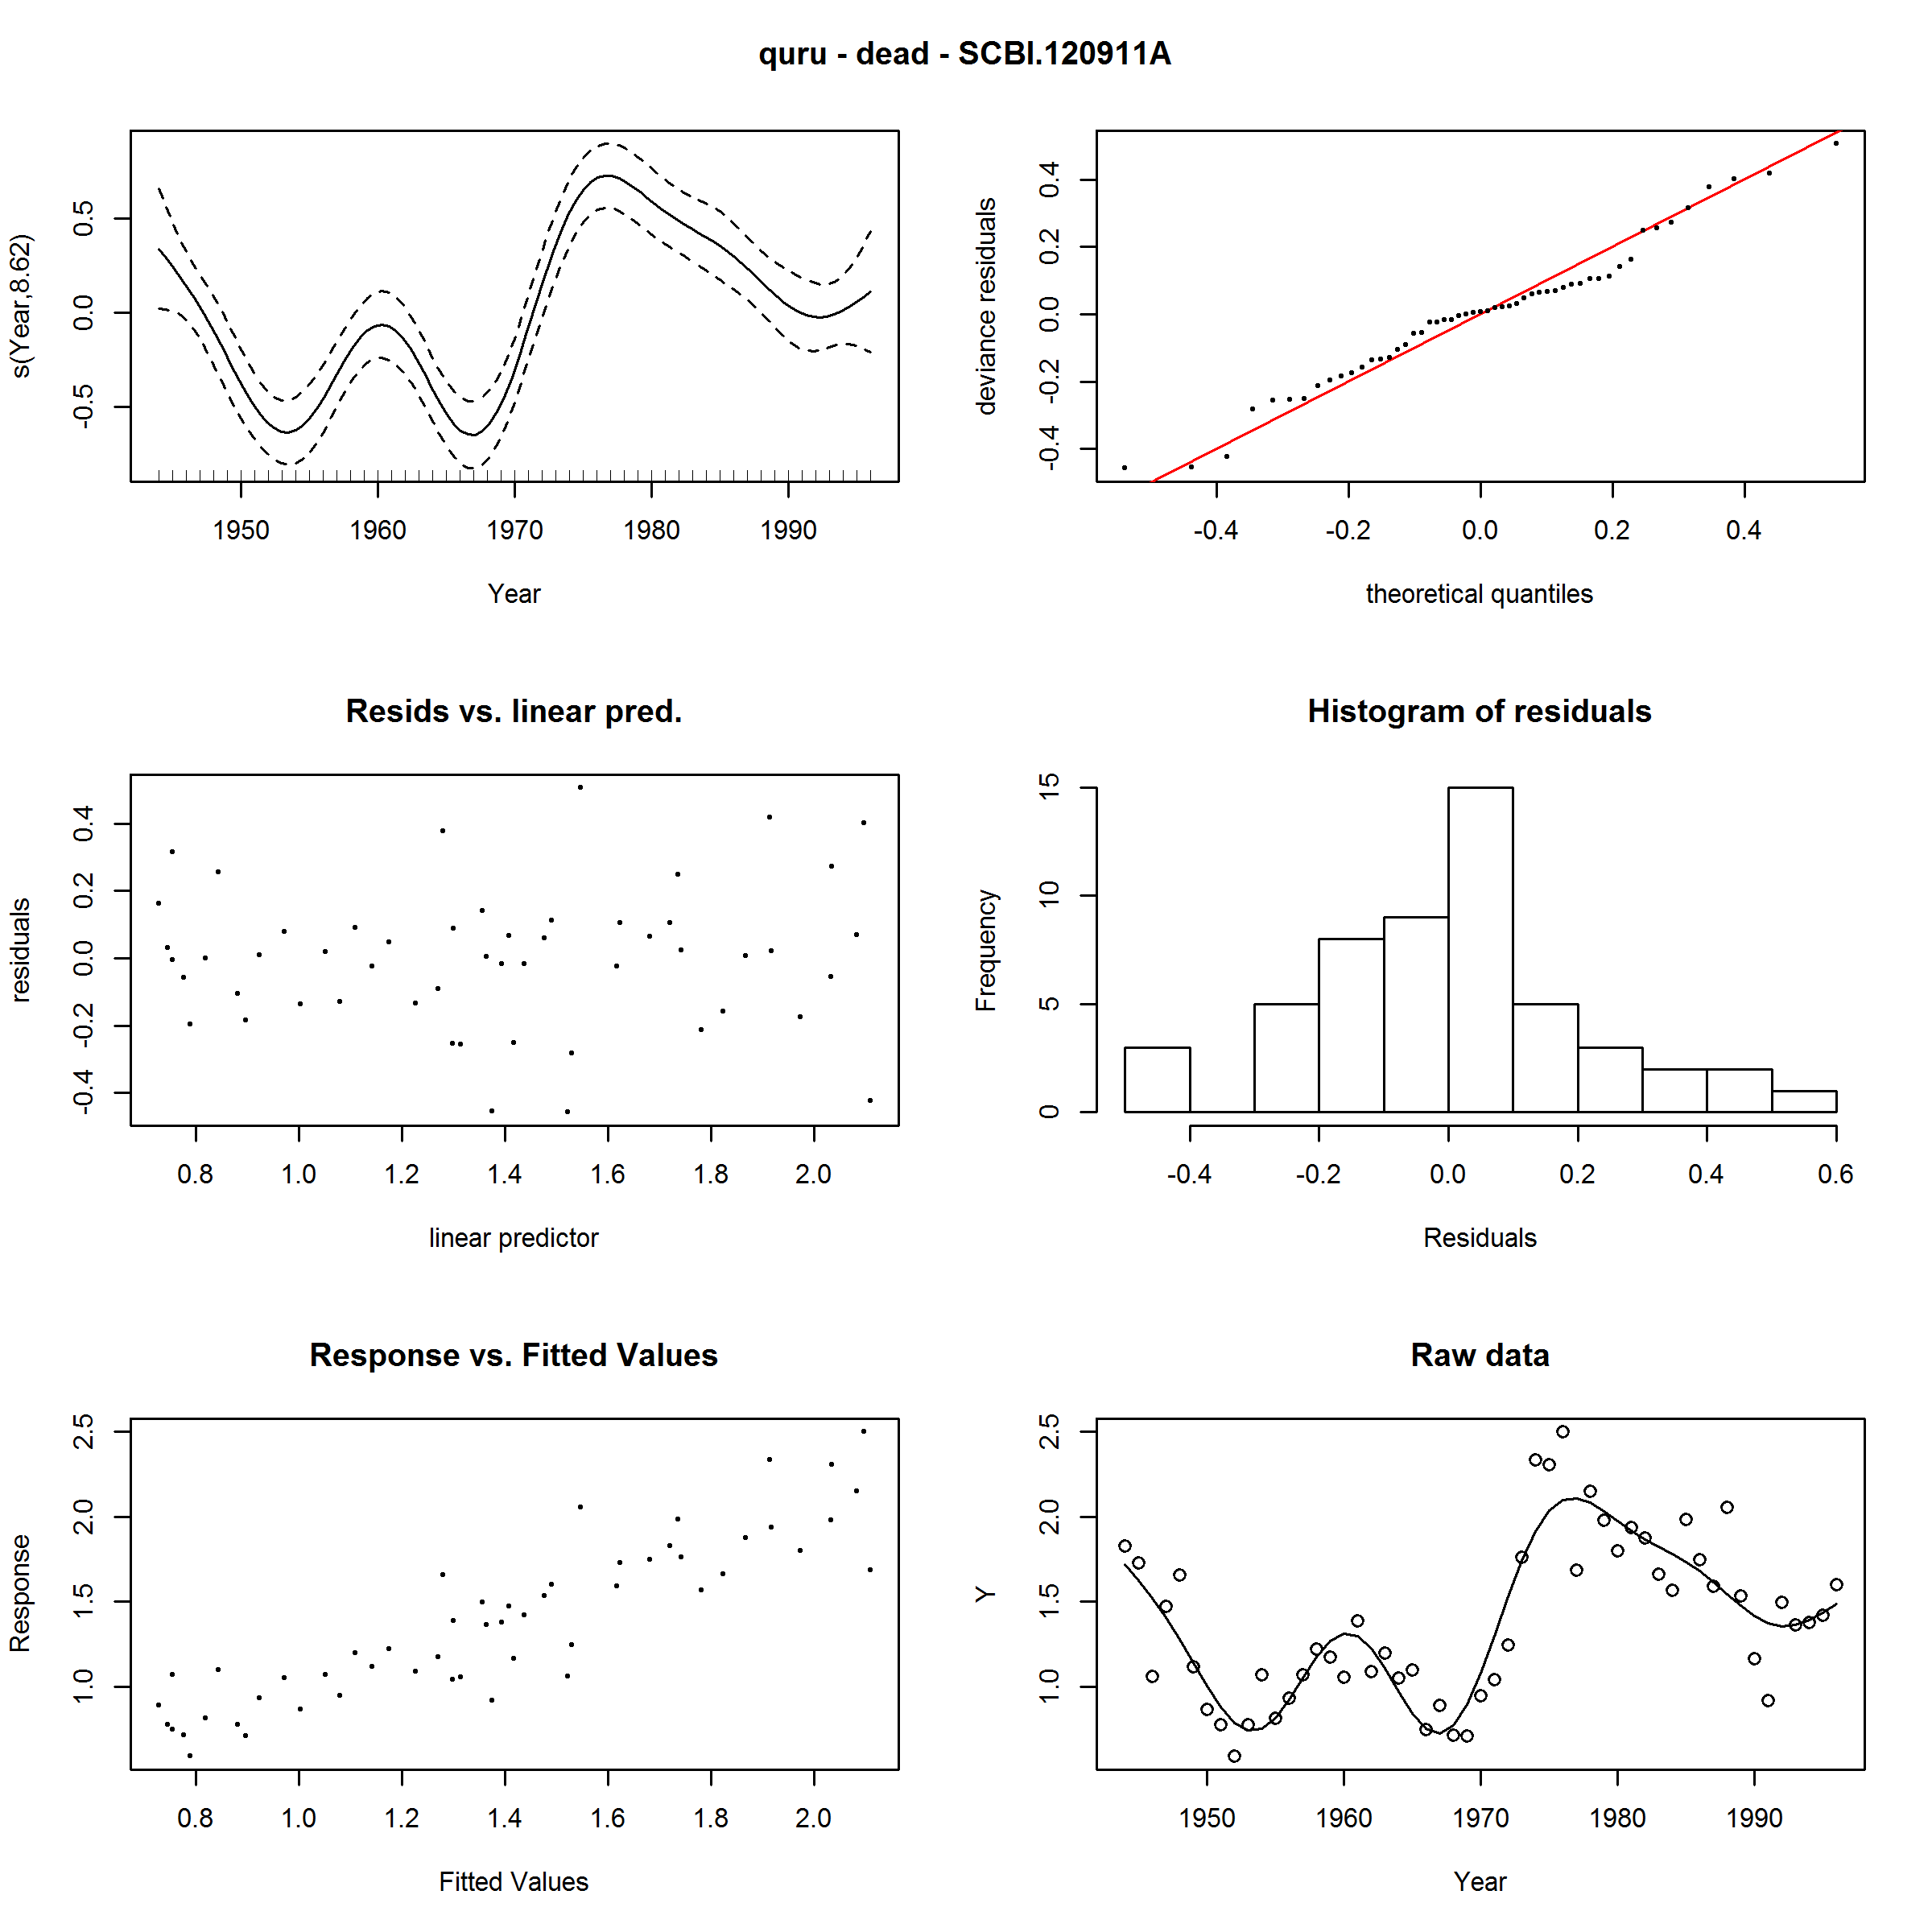 quru - dead - SCBI.120911A
s(Year,8.62)
0.5
0.0
-0.5
1950 1960 1970 1980 1990
Year
deviance residuals
0.4
0.2
0.0
-0.2
-0.4
-0.4 -0.2 0.0 0.2 0.4
theoretical quantiles
Resids vs. linear pred.
residuals
0.4
0.2
0.0
-0.2
-0.4
0.8 1.0 1.2 1.4 1.6 1.8 2.0
linear predictor
Histogram of residuals
Frequency
15
10
5
0
-0.4 -0.2 0.0 0.2 0.4 0.6
Residuals
Response vs. Fitted Values
Response
2.5
2.0
1.5
1.0
0.8 1.0 1.2 1.4 1.6 1.8 2.0
Fitted Values
Raw data
Y
2.5
2.0
1.5
1.0
1950 1960 1970 1980 1990
Year